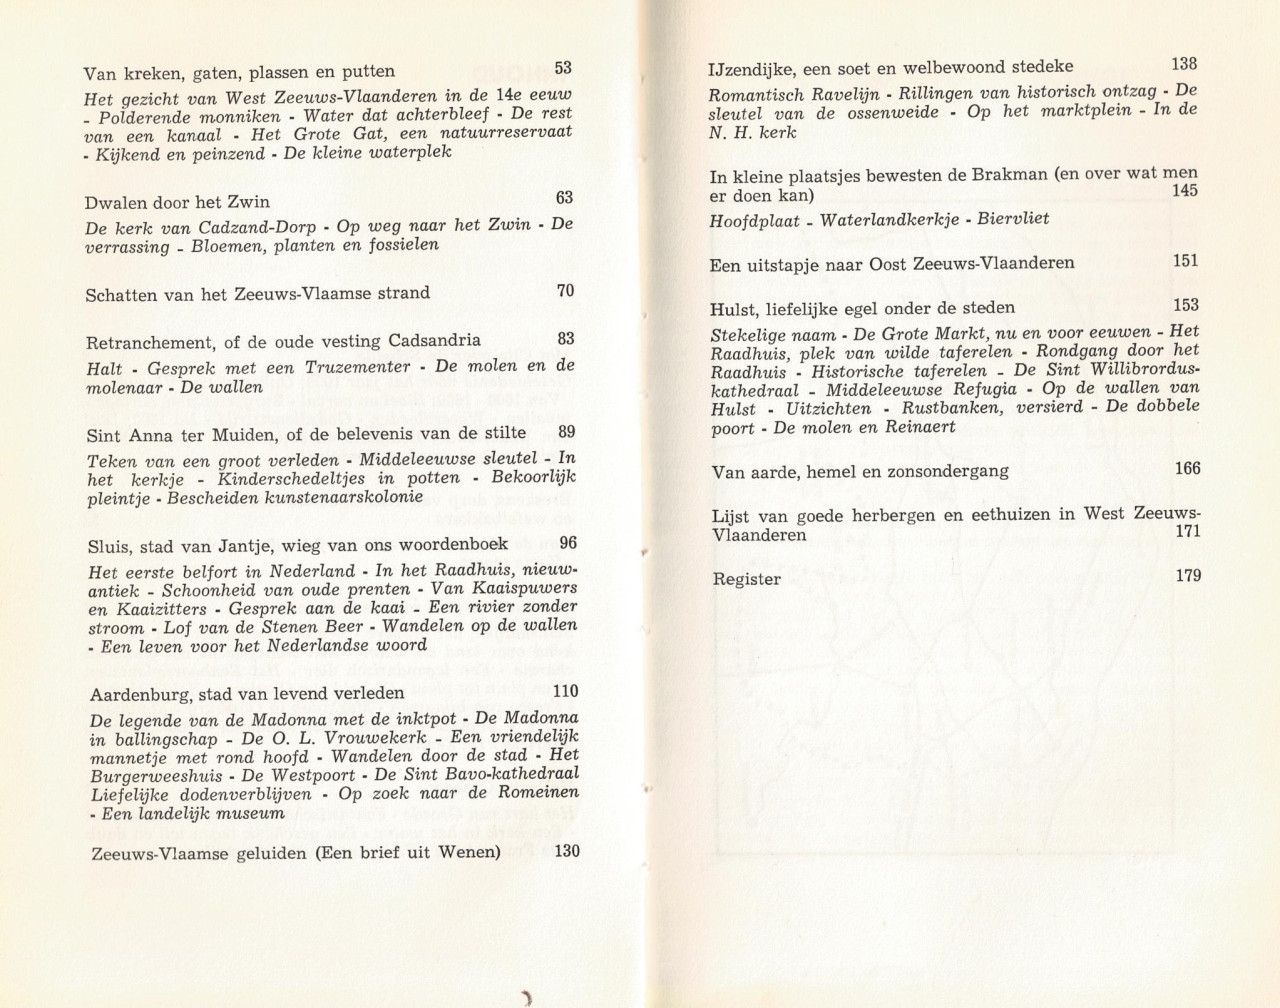 Van kreken, gaten, plassen en putten 53
Het gezicht van West Zeeuws-Vlaanderen in de 14e eeuw
- Polderende monniken - Water dat achterbleef - De rest
van een kanaal - Het Grote Gat, een natuurreservaat
- Kijkend en peinzend - De kleine waterplek
Dwalen door het Zwin 63
De kerk van Cadzand-Dorp - Op weg naar het Zwin - De
verrassing - Bloemen, planten en fossielen
Schatten van het Zeeuws-Vlaamse strand 70
Retranchement, of de oude vesting Cadsandria 83
Halt - Gesprek met een Truzementer - De molen en de
molenaar - De wallen
Sint Anna ter Muiden, of de belevenis van de stilte 89
Teken van een groot verleden - Middeleeuwse sleutel - In
het kerkje - Kinderschedeltjes in potten - Bekoorlijk
pleintje - Bescheiden kunstenaarskolonie
Sluis, stad van Jantje, wieg van ons woordenboek 96
Het eerste belfort in Nederland - In het Raadhuis, nieuw-
antiek - Schoonheid van oude prenten - Van Kaaispuwers
en Kaaizitters - Gesprek aan de kaai - Een rivier zonder
stroom - Lof van de Stenen Beer - Wandelen op de wallen
- Een leven voor het Nederlandse woord
Aardenburg, stad van levend verleden 110
De legende van de Madonna met de inktpot - De Madonna
in ballingschap - De O. L. Vrouwekerk - Een vriendelijk
mannetje met rond hoofd - Wandelen door de stad - Het
Burgerweeshuis - De Westpoort - De Sint Bavo-kathedraal
Liefelijke dodenverblijven - Op zoek naar de Romeinen
- Een landelijk museum
Zeeuws-Vlaamse geluiden (Een brief uit Wenen) 130
IJzendijke, een soet en welbewoond stedeke 138
Romantisch Ravelijn - Rillingen van historisch ontzag - De
sleutel van de ossenweide - Op het marktplein - In de
N. H. kerk
In kleine plaatsjes bewesten de Brakman (en over wat men
er doen kan) 145
Hoofdplaat - Waterlandkerkje - Biervliet
Een uitstapje naar Oost Zeeuws-Vlaanderen 151
Hulst, liefelijke egel onder de steden 153
Stekelige naam - De Grote Markt, nu en voor eeuwen - Het
Raadhuis, plek van wilde taferelen - Rondgang door het
Raadhuis - Historische taferelen - De Sint Willibrordus-
kathedraal - Middeleeuwse Refugia - Op de wallen van
Hulst - Uitzichten - Rustbanken, versierd - De dobbele
poort - De molen en Reinaert
Van aarde, hemel en zonsondergang 166
Lijst van goede herbergen en eethuizen in West Zeeuws-
Vlaanderen 171
Register 179